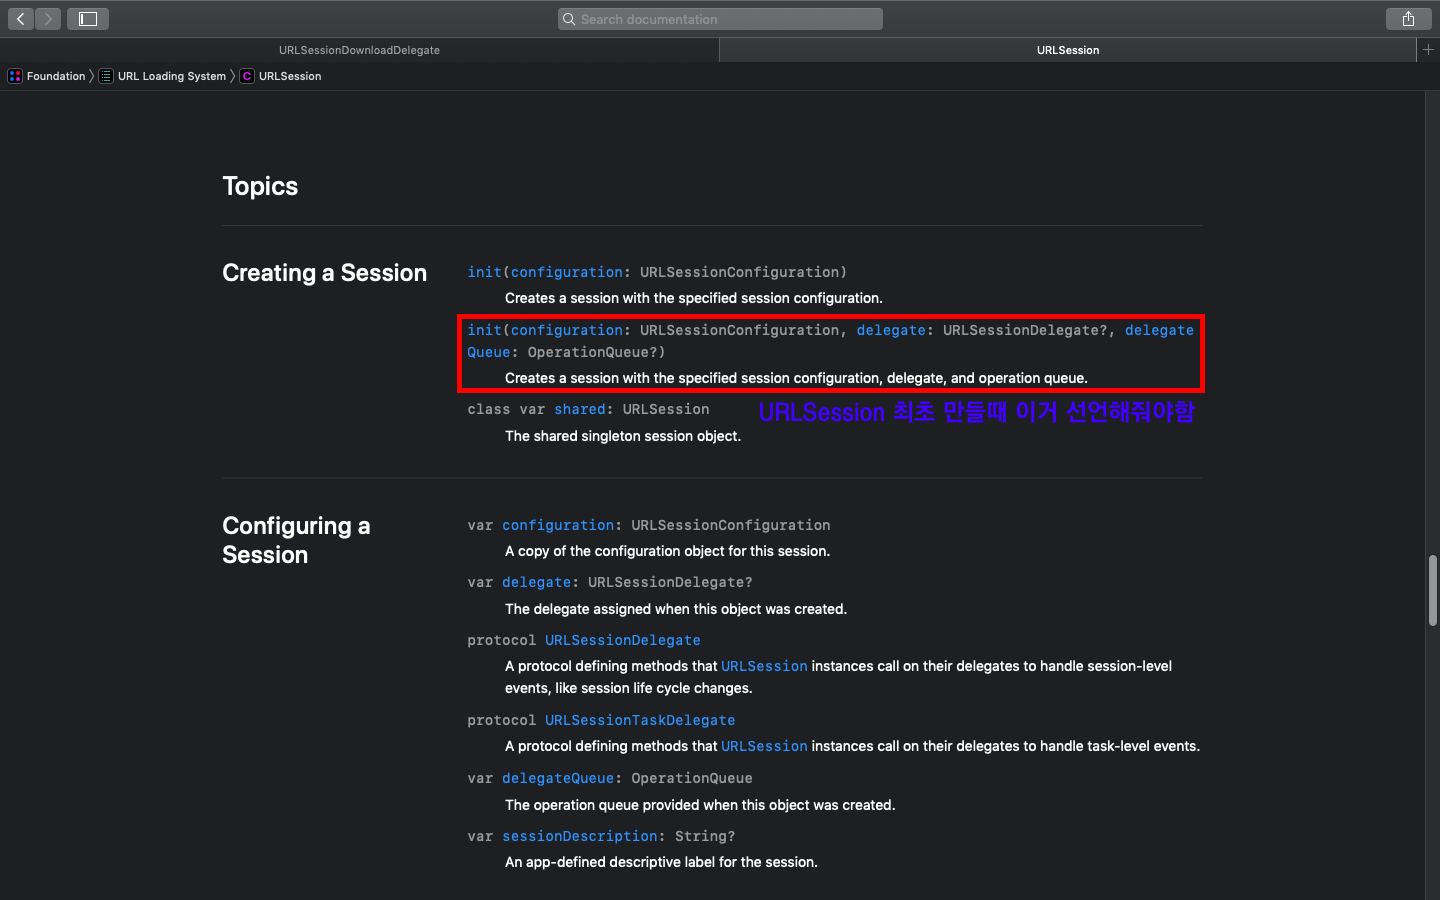 Search documentation
URLSessionDownloadDelegate
URLSession
Foundation
URL Loading System
C
URLSession
Topics
Creating a Session
init(configuration: URLSessionConfiguration)
Creates a session with the specified session configuration.
init(configuration: URLSessionConfiguration, delegate: URLSessionDelegate?, delegate
Queue: OperationQueue?)
Creates a session with the specified session configuration, delegate, and operation queue.
class var shared: URLSession
URLSession 최초 만들때 이거 선언해줘야함
The shared singleton session object.
Configuring a
Session
var configuration: URLSessionConfiguration
A copy of the configuration object for this session.
var delegate: URLSessionDelegate?
The delegate assigned when this object was created.
protocol URLSessionDelegate
A protocol defining methods that URLSession instances call on their delegates to handle session-level
events, like session life cycle changes.
protocol URLSessionTaskDelegate
A protocol defining methods that URLSession instances call on their delegates to handle task-level events.
var delegateQueue: OperationQueue
The operation queue provided when this object was created.
var sessionDescription: String?
An app-defined descriptive label for the session.